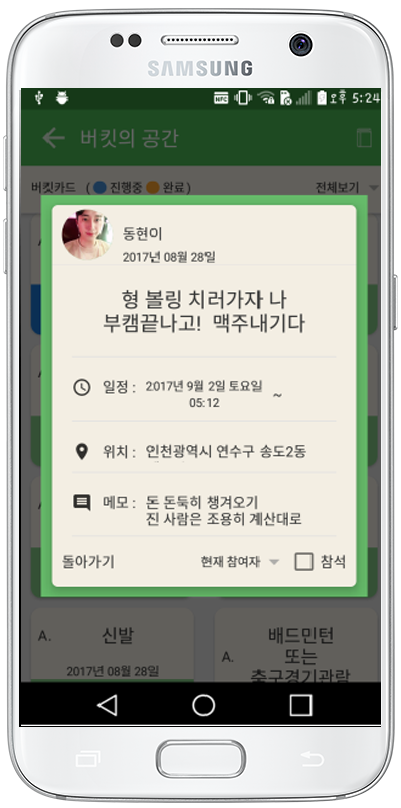 SAMSUNG
NFC 오후 5:24
버킷의 공간
버킷카드 ( 진행중 완료) 전체보기
동현이
2017년 08월 28일
형 볼링 치러가자 나
부캠끝나고! 맥주내기다
일정 : 2017년 9월 2일 토요일 ~
05:12
위치 : 인천광역시 연수구 송도2동
메모 : 돈 돈둑히 챙겨오기
진 사람은 조용히 계산대로
돌아가기 현재 참여자 참석
A. 신발
2017년 08월 28일
배드민턴
A. 또는
축구경기관람